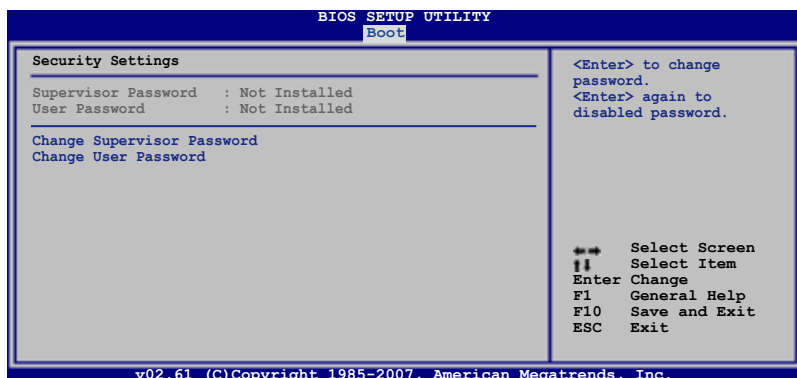 BIOS SETUP UTILITY
Boot
Security Settings
Supervisor Password : Not Installed
User Password : Not Installed
Change Supervisor Password
Change User Password
<Enter> to change
password.
<Enter> again to
disabled password.
←→ Select Screen
↑↓ Select Item
Enter Change
F1 General Help
F10 Save and Exit
ESC Exit
v02.61 (C)Copyright 1985-2007, American Megatrends, Inc.